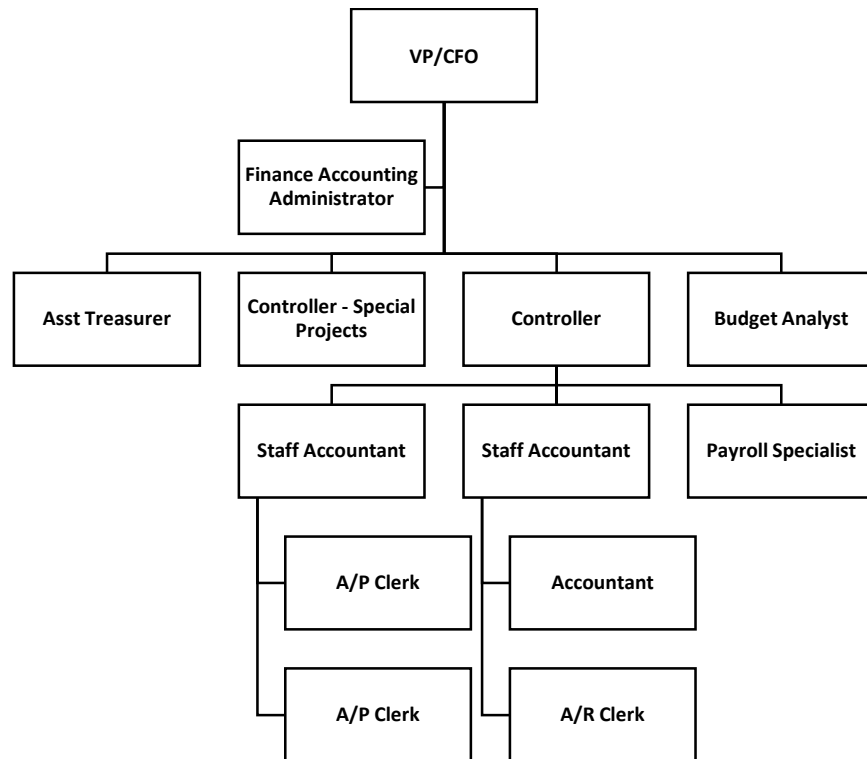 VP/CFO
Finance Accounting
Administrator
Asst Treasurer
Controller - Special
Projects
Controller
Budget Analyst
Staff Accountant
Staff Accountant
Payroll Specialist
A/P Clerk
Accountant
A/P Clerk
A/R Clerk